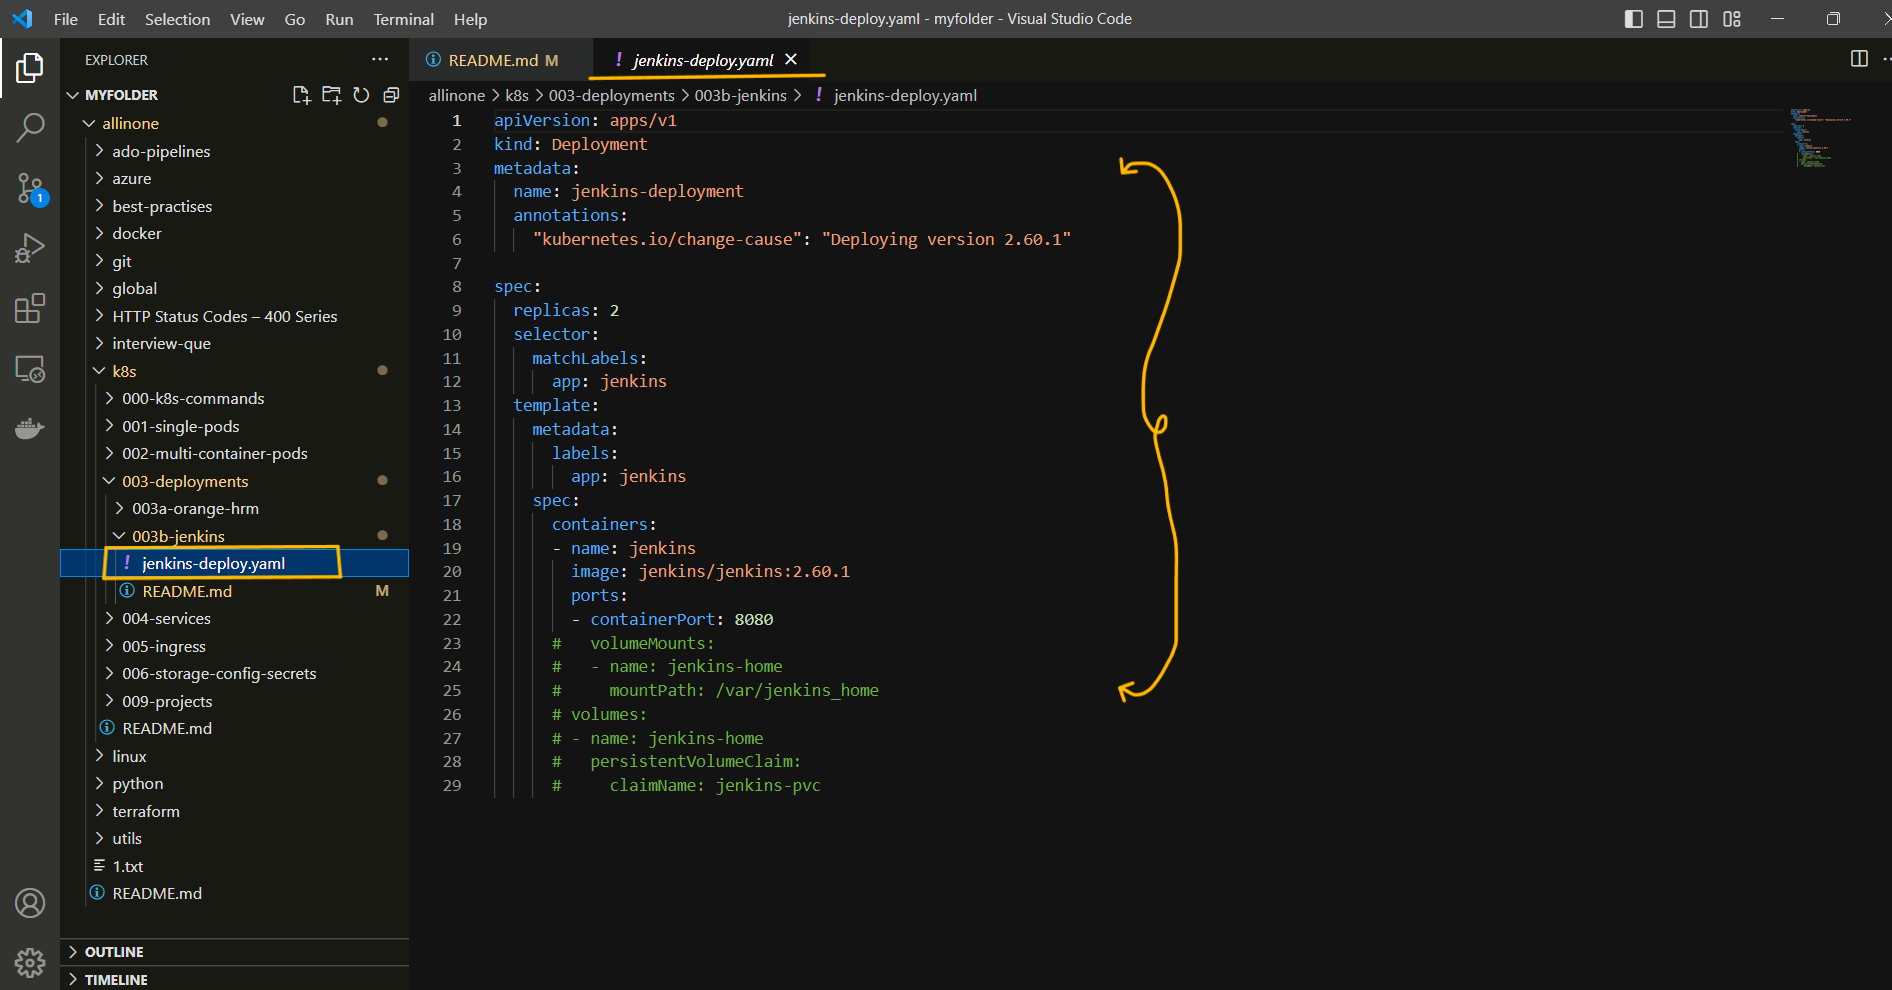 File Edit Selection View Go Run Terminal Help
jenkins-deploy.yaml - myfolder - Visual Studio Code
EXPLORER
MYFOLDER
allinone
ado-pipelines
azure
best-practises
docker
git
global
HTTP Status Codes – 400 Series
interview-que
k8s
000-k8s-commands
001-single-pods
002-multi-container-pods
003-deployments
003a-orange-hrm
003b-jenkins
! jenkins-deploy.yaml
README.md M
004-services
005-ingress
006-storage-config-secrets
009-projects
README.md
linux
python
terraform
utils
1.txt
README.md
OUTLINE
TIMELINE
1
README.md M
! jenkins-deploy.yaml
allinone > k8s > 003-deployments > 003b-jenkins > ! jenkins-deploy.yaml
1 apiVersion: apps/v1
2 kind: Deployment
3 metadata:
4   name: jenkins-deployment
5   annotations:
6     "kubernetes.io/change-cause": "Deploying version 2.60.1"
7
8 spec:
9   replicas: 2
10   selector:
11     matchLabels:
12       app: jenkins
13   template:
14     metadata:
15       labels:
16         app: jenkins
17     spec:
18       containers:
19       - name: jenkins
20         image: jenkins/jenkins:2.60.1
21         ports:
22         - containerPort: 8080
23       #   volumeMounts:
24       #   - name: jenkins-home
25       #     mountPath: /var/jenkins_home
26       # volumes:
27       # - name: jenkins-home
28       #   persistentVolumeClaim:
29       #     claimName: jenkins-pvc